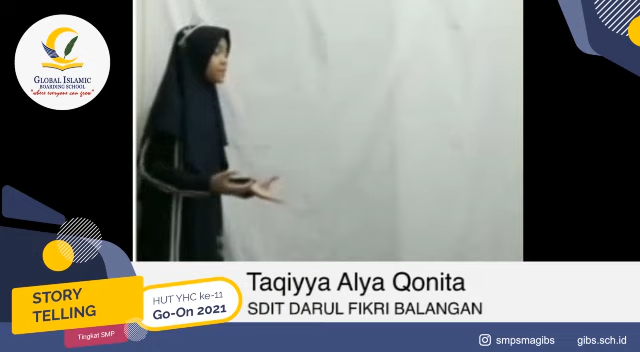 GLOBAL ISLAMIC
BOARDING SCHOOL
"where everyone can grow"
Taqiyya Alya Qonita
SDIT DARUL FIKRI BALANGAN
STORY
TELLING
HUT YHC ke-11
Go-On 2021
Tingkat SMP
smpsmagibs
gibs.sch.id